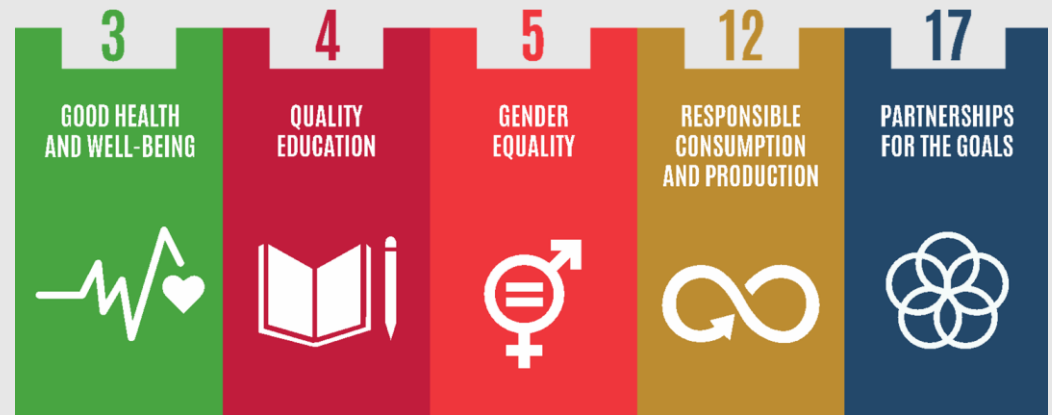 3
GOOD HEALTH
AND WELL-BEING
4
QUALITY
EDUCATION
5
GENDER
EQUALITY
12
RESPONSIBLE
CONSUMPTION
AND PRODUCTION
17
PARTNERSHIPS
FOR THE GOALS